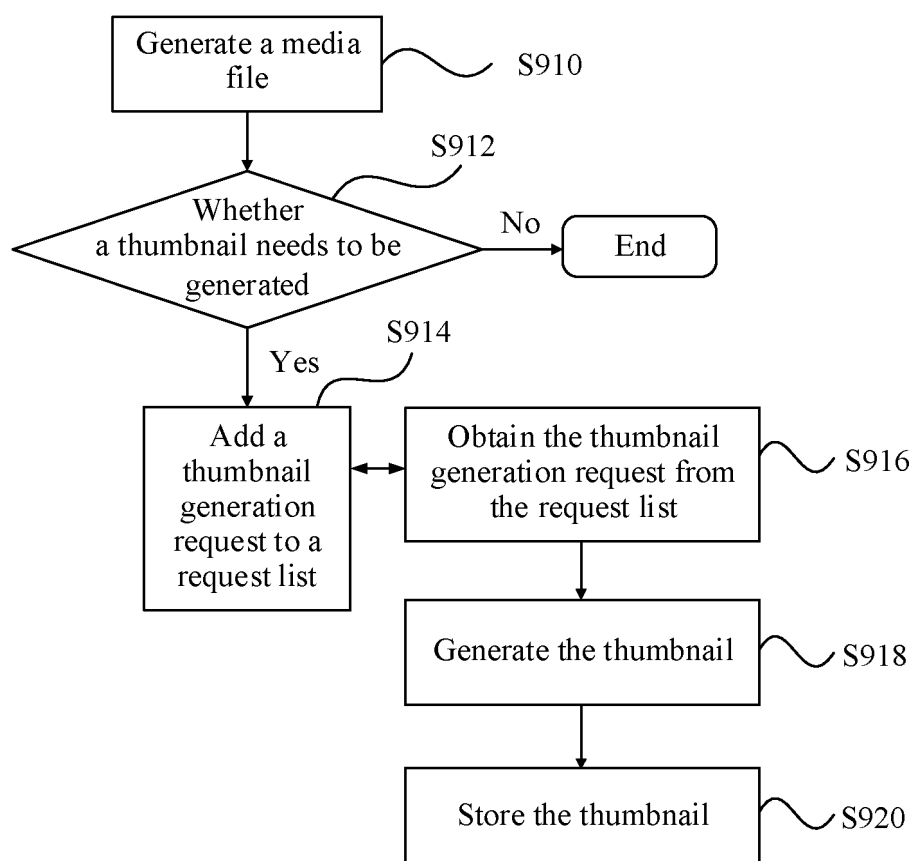 Generate a media
file
S910
S912
Whether
a thumbnail needs to be
generated
No
End
Yes
S914
Add a
thumbnail
generation
request to a
request list
Obtain the thumbnail
generation request from
the request list
S916
Generate the thumbnail
S918
Store the thumbnail
S920